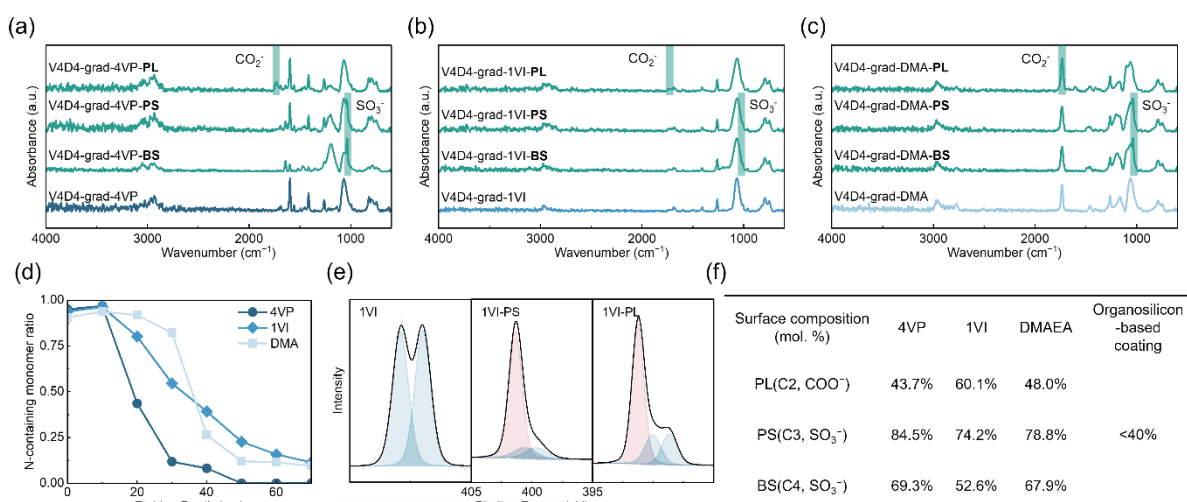 (a)
CO₂⁻
V4D4-grad-4VP-PL
V4D4-grad-4VP-PS
SO₃⁻
V4D4-grad-4VP-BS
V4D4-grad-4VP
Absorbance (a.u.)
4000 3000 2000 1000
Wavenumber (cm⁻¹)
(b)
CO₂⁻
V4D4-grad-1VI-PL
SO₃⁻
V4D4-grad-1VI-PS
V4D4-grad-1VI-BS
V4D4-grad-1VI
Absorbance (a.u.)
4000 3000 2000 1000
Wavenumber (cm⁻¹)
(c)
CO₂⁻
V4D4-grad-DMA-PL
V4D4-grad-DMA-PS
SO₃⁻
V4D4-grad-DMA-BS
V4D4-grad-DMA
Absorbance (a.u.)
4000 3000 2000 1000
Wavenumber (cm⁻¹)
(d)
N-containing monomer ratio
1.00
0.75
0.50
0.25
0.00
4VP
1VI
DMA
0 20 40 60
(e)
Intensity
1VI
1VI-PS
1VI-PL
405 400 395
(f)
Surface composition (mol. %) 4VP 1VI DMAEA Organosilicon -based coating
PL(C2, COO⁻) 43.7% 60.1% 48.0%
PS(C3, SO₃⁻) 84.5% 74.2% 78.8% <40%
BS(C4, SO₃⁻) 69.3% 52.6% 67.9%